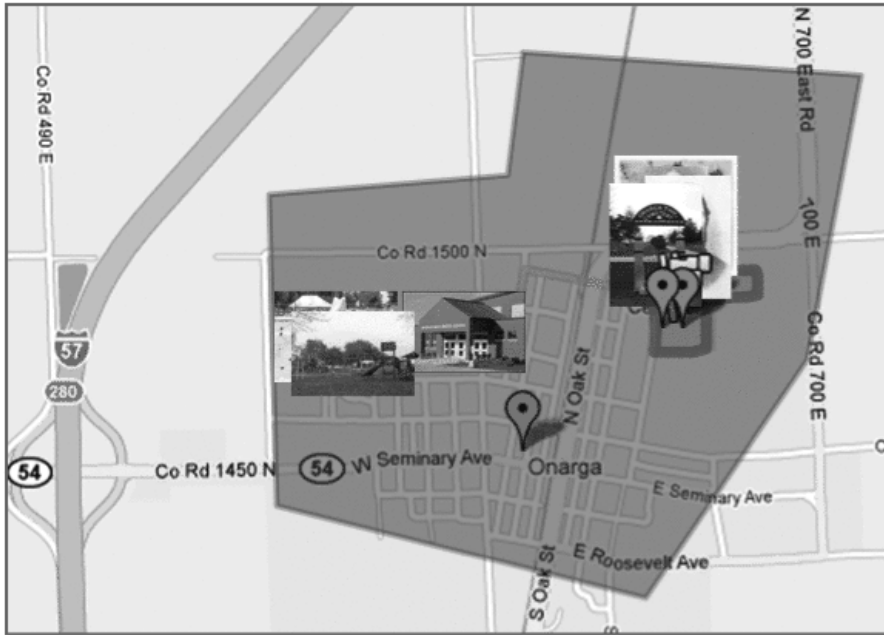 Co Rd 490 E
N 700 East Rd
100 E
Co Rd 1500 N
57
280
N Oak St
Co Rd 700 E
54
Co Rd 1450 N
54
W Seminary Ave
Onarga
E Seminary Ave
E Roosevelt Ave
S Oak St